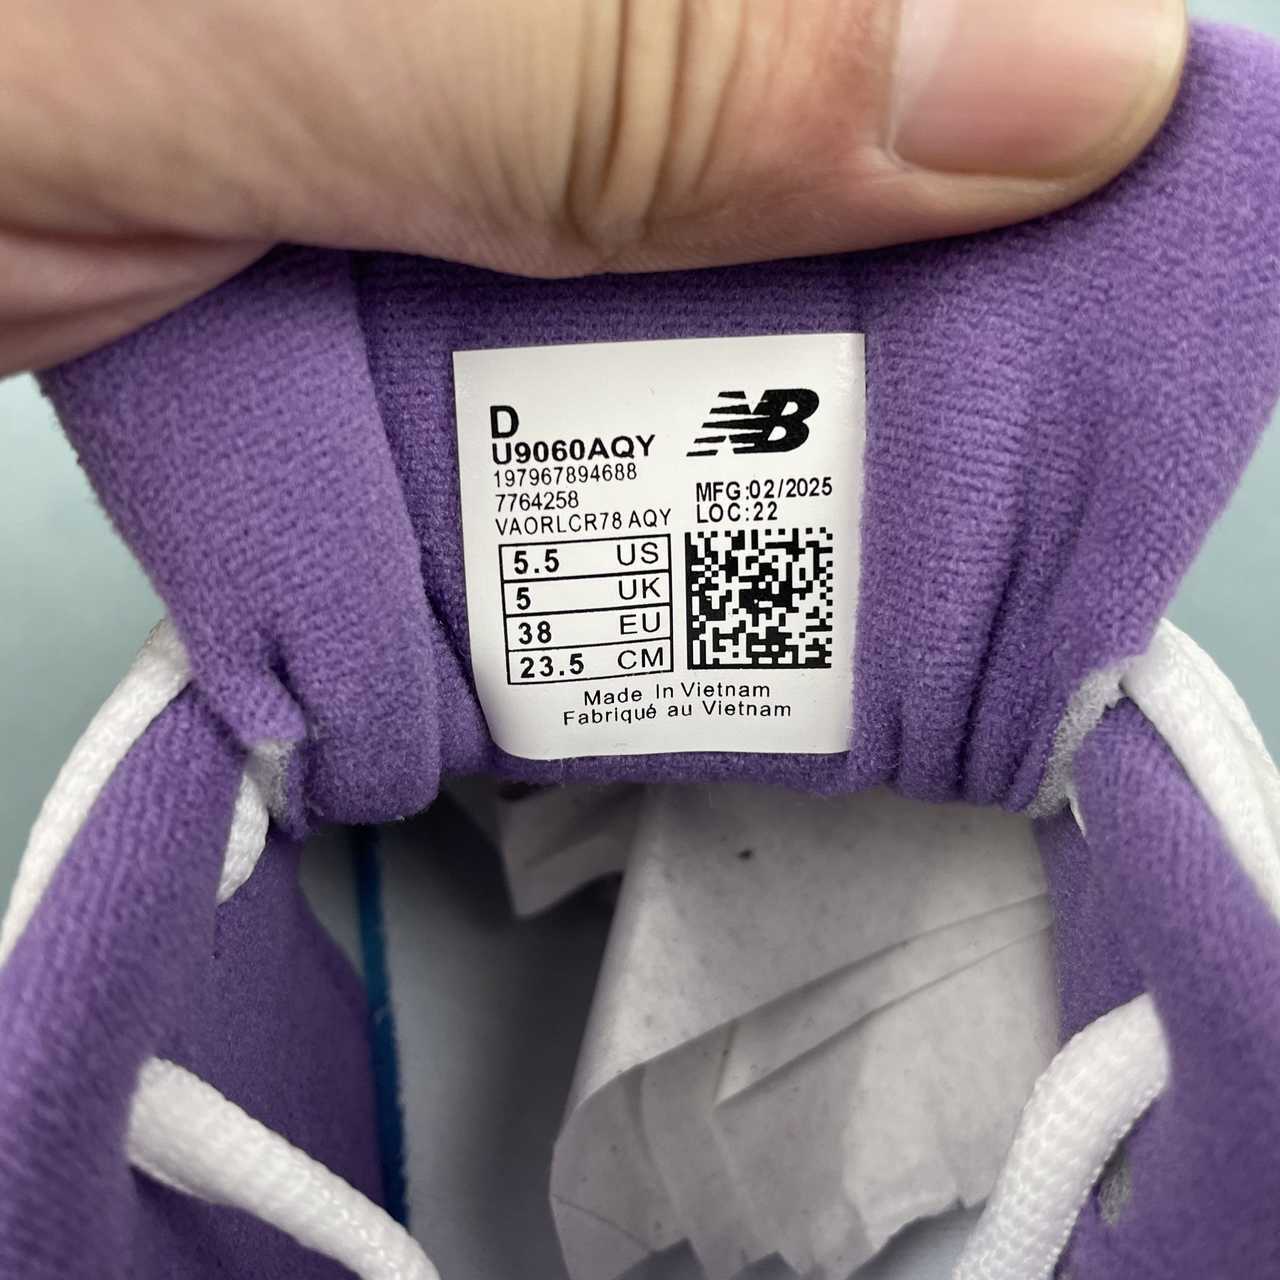 D
NB
U9060AQY
197967894688
7764258
MFG:02/2025
VAORLCR78 AQY
LOC:22
5.5 US
5 UK
38 EU
23.5 CM
Made In Vietnam
Fabriqué au Vietnam